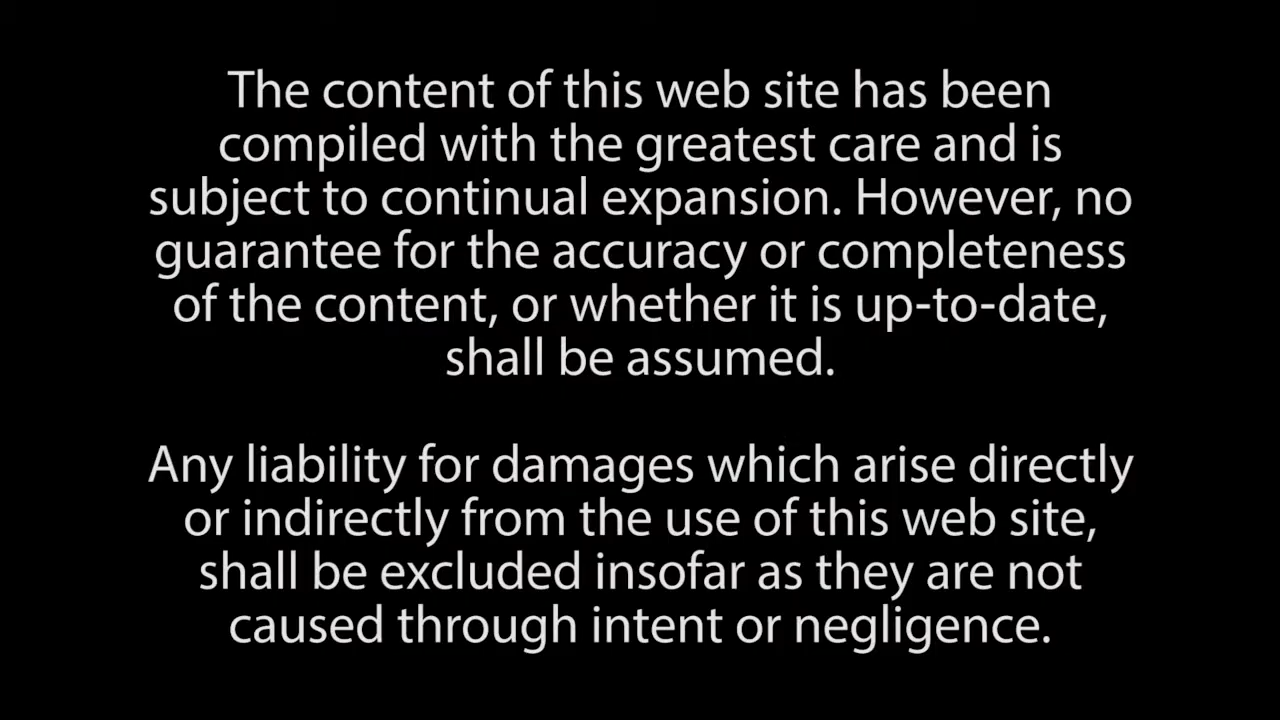 The content of this web site has been
compiled with the greatest care and is
subject to continual expansion. However, no
guarantee for the accuracy or completeness
of the content, or whether it is up-to-date,
shall be assumed.
Any liability for damages which arise directly
or indirectly from the use of this web site,
shall be excluded insofar as they are not
caused through intent or negligence.